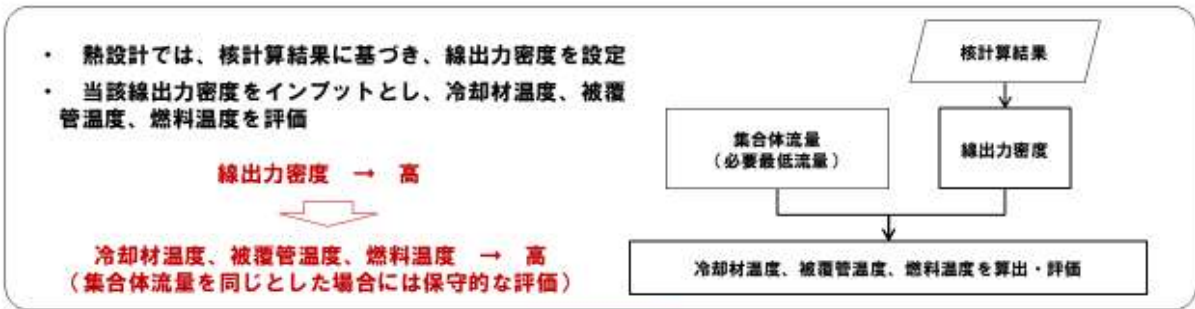 ・ 熱設計では、核計算結果に基づき、線出力密度を設定
・ 当該線出力密度をインプットとし、冷却材温度、被覆
管温度、燃料温度を評価
線出力密度 → 高
冷却材温度、被覆管温度、燃料温度 → 高
（集合体流量を同じとした場合には保守的な評価）
核計算結果
集合体流量
（必要最低流量）
線出力密度
冷却材温度、被覆管温度、燃料温度を算出・評価